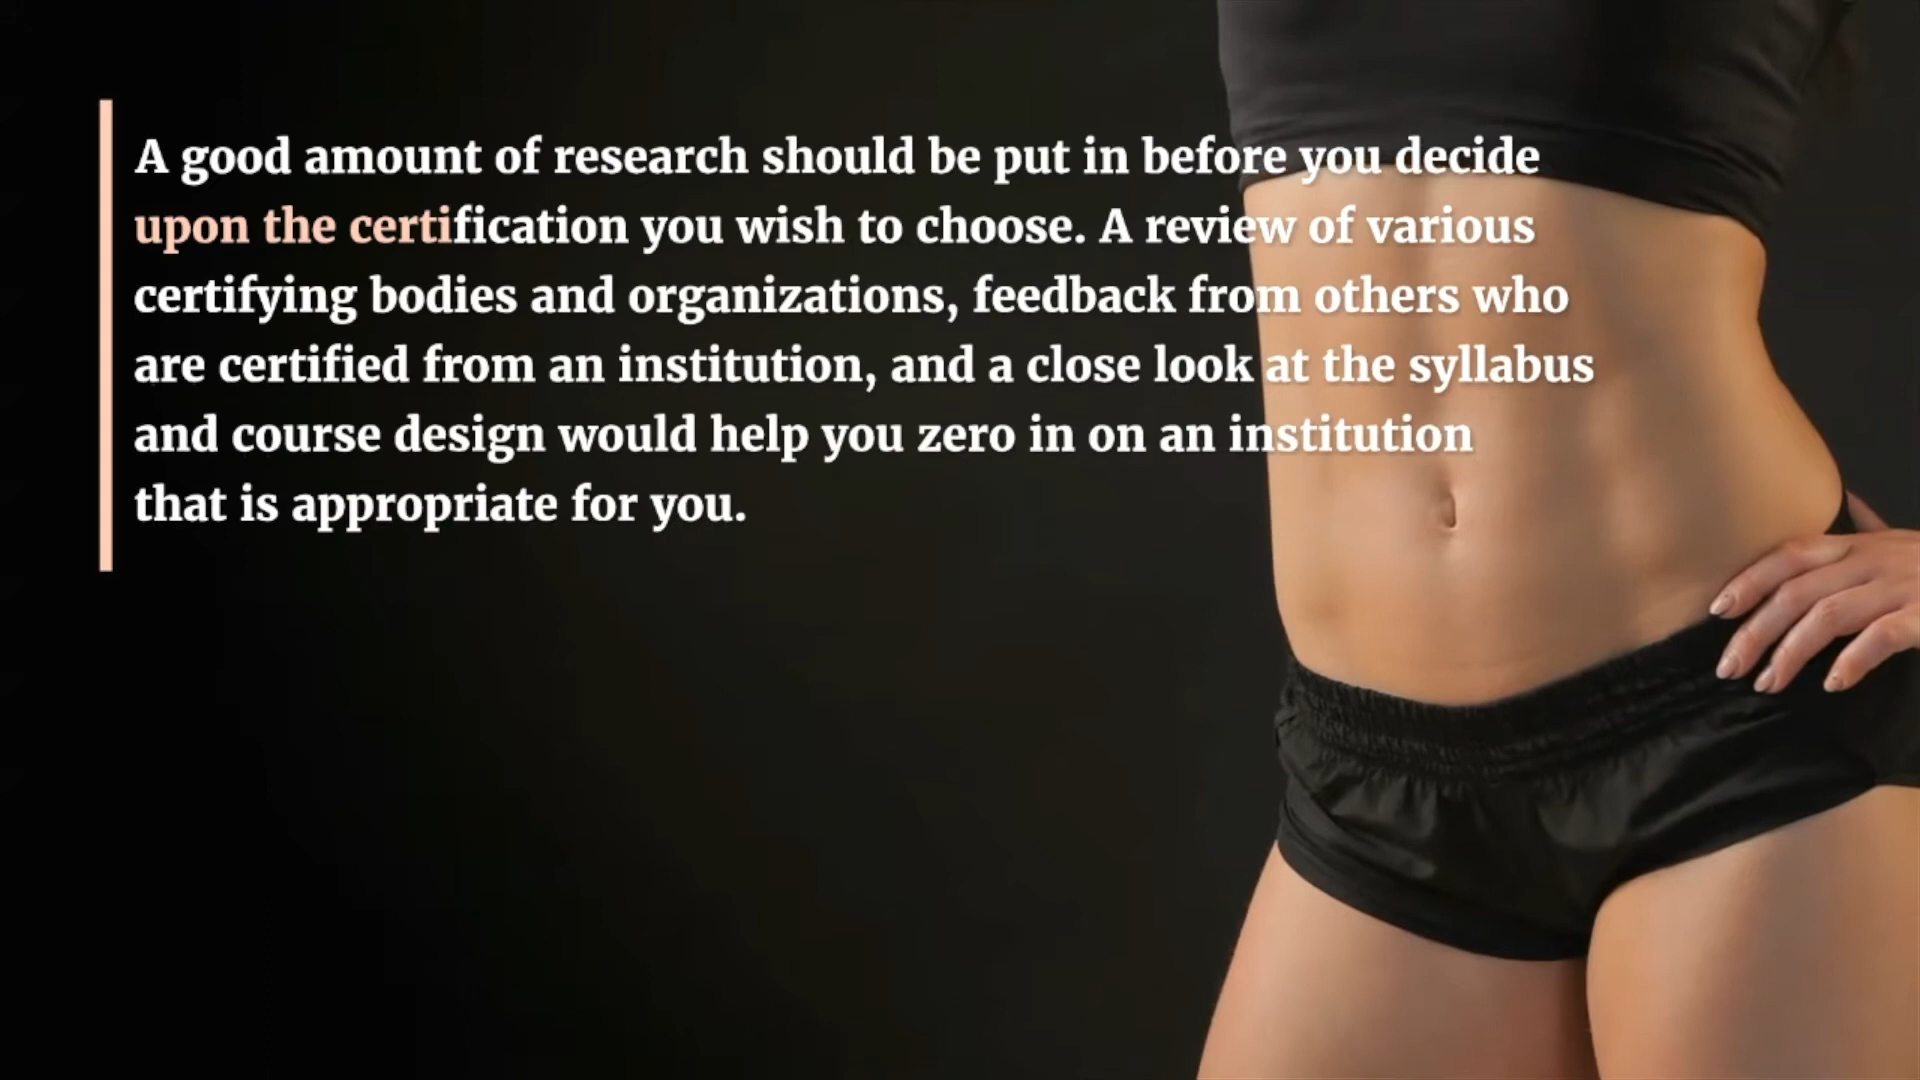 A good amount of research should be put in before you decide
upon the certification you wish to choose. A review of various
certifying bodies and organizations, feedback from others who
are certified from an institution, and a close look at the syllabus
and course design would help you zero in on an institution
that is appropriate for you.